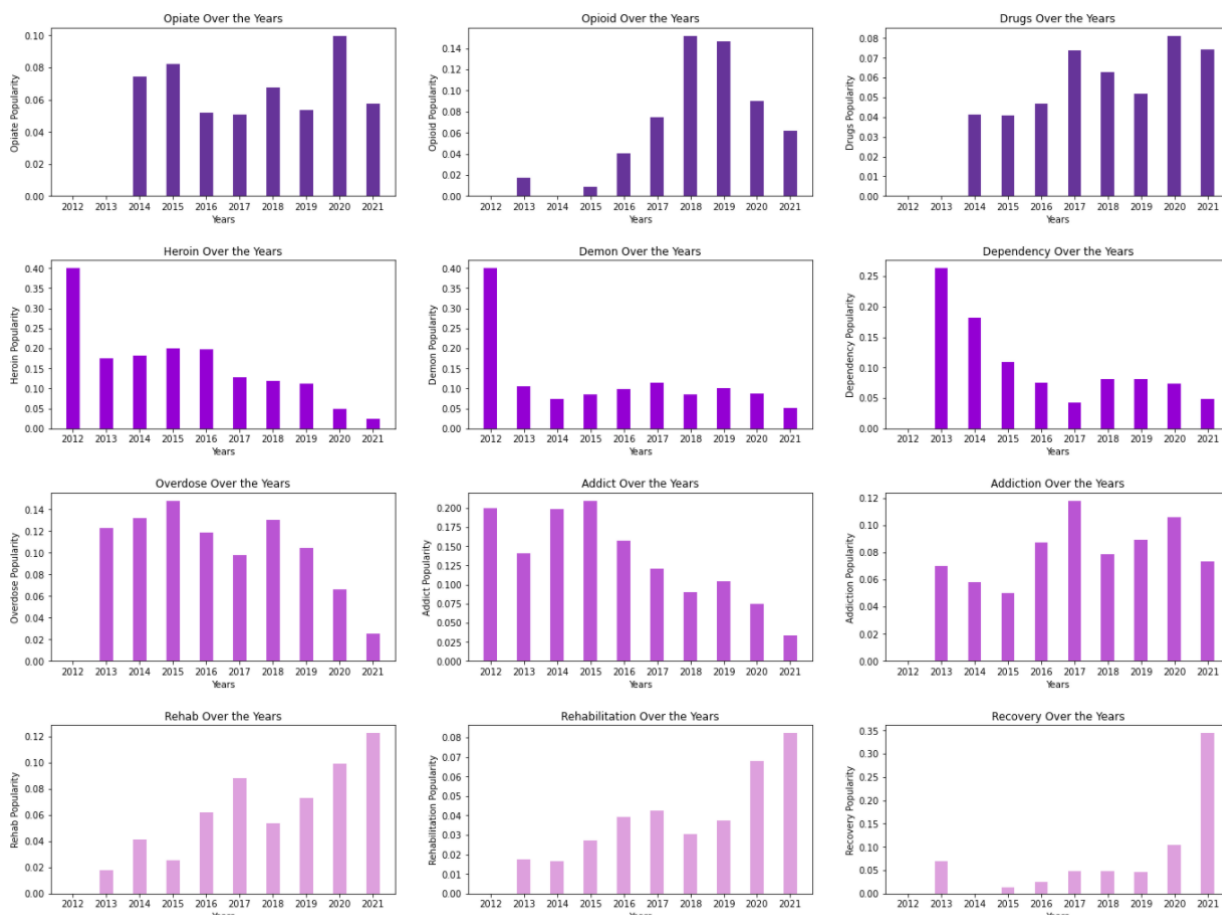 Opiate Over the Years
Opiate Popularity
0.10
0.08
0.06
0.04
0.02
0.00
2012 2013 2014 2015 2016 2017 2018 2019 2020 2021
Years
Opioid Over the Years
Opioid Popularity
0.14
0.12
0.10
0.08
0.06
0.04
0.02
0.00
2012 2013 2014 2015 2016 2017 2018 2019 2020 2021
Years
Drugs Over the Years
Drugs Popularity
0.08
0.07
0.06
0.05
0.04
0.03
0.02
0.01
0.00
2012 2013 2014 2015 2016 2017 2018 2019 2020 2021
Years
Heroin Over the Years
Heroin Popularity
0.40
0.35
0.30
0.25
0.20
0.15
0.10
0.05
0.00
2012 2013 2014 2015 2016 2017 2018 2019 2020 2021
Years
Demon Over the Years
Demon Popularity
0.40
0.35
0.30
0.25
0.20
0.15
0.10
0.05
0.00
2012 2013 2014 2015 2016 2017 2018 2019 2020 2021
Years
Dependency Over the Years
Dependency Popularity
0.25
0.20
0.15
0.10
0.05
0.00
2012 2013 2014 2015 2016 2017 2018 2019 2020 2021
Years
Overdose Over the Years
Overdose Popularity
0.14
0.12
0.10
0.08
0.06
0.04
0.02
0.00
2012 2013 2014 2015 2016 2017 2018 2019 2020 2021
Years
Addict Over the Years
Addict Popularity
0.200
0.175
0.150
0.125
0.100
0.075
0.050
0.025
0.000
2012 2013 2014 2015 2016 2017 2018 2019 2020 2021
Years
Addiction Over the Years
Addiction Popularity
0.12
0.10
0.08
0.06
0.04
0.02
0.00
2012 2013 2014 2015 2016 2017 2018 2019 2020 2021
Years
Rehab Over the Years
Rehab Popularity
0.12
0.10
0.08
0.06
0.04
0.02
0.00
2012 2013 2014 2015 2016 2017 2018 2019 2020 2021
Years
Rehabilitation Over the Years
Rehabilitation Popularity
0.08
0.07
0.06
0.05
0.04
0.03
0.02
0.01
0.00
2012 2013 2014 2015 2016 2017 2018 2019 2020 2021
Years
Recovery Over the Years
Recovery Popularity
0.35
0.30
0.25
0.20
0.15
0.10
0.05
0.00
2012 2013 2014 2015 2016 2017 2018 2019 2020 2021
Years